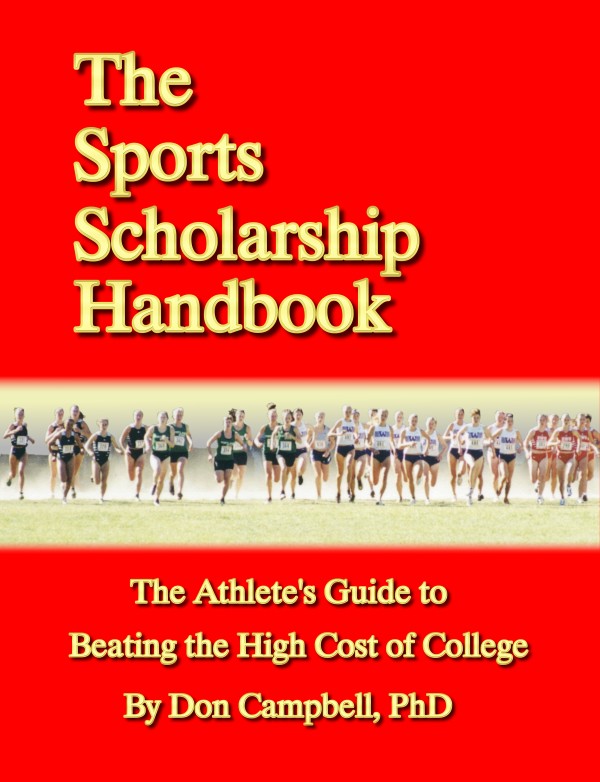 The
Sports
Scholarship
Handbook
The Athlete's Guide to
Beating the High Cost of College
By Don Campbell, PhD